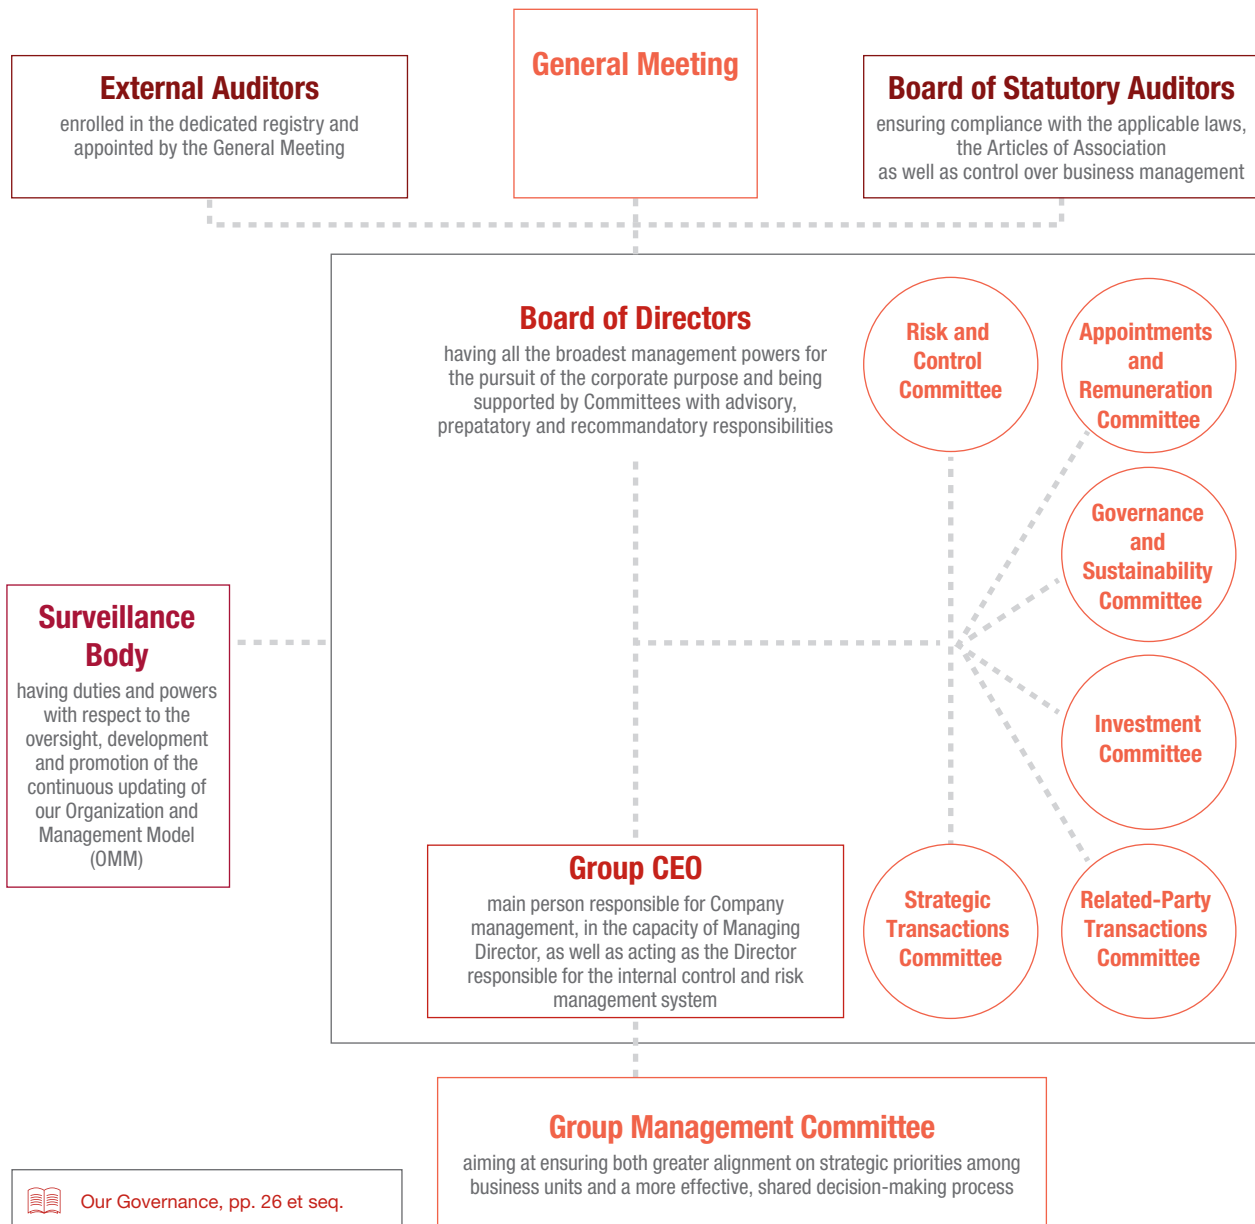 General Meeting
External Auditors
enrolled in the dedicated registry and
appointed by the General Meeting
Board of Statutory Auditors
ensuring compliance with the applicable laws,
the Articles of Association
as well as control over business management
Board of Directors
having all the broadest management powers for
the pursuit of the corporate purpose and being
supported by Committees with advisory,
prepatatory and recommandatory responsibilities
Risk and
Control
Committee
Appointments
and
Remuneration
Committee
Governance
and
Sustainability
Committee
Investment
Committee
Surveillance
Body
having duties and powers
with respect to the
oversight, development
and promotion of the
continuous updating of
our Organization and
Management Model
(OMM)
Group CEO
main person responsible for Company
management, in the capacity of Managing
Director, as well as acting as the Director
responsible for the internal control and risk
management system
Strategic
Transactions
Committee
Related-Party
Transactions
Committee
Group Management Committee
aiming at ensuring both greater alignment on strategic priorities among
business units and a more effective, shared decision-making process
Our Governance, pp. 26 et seq.